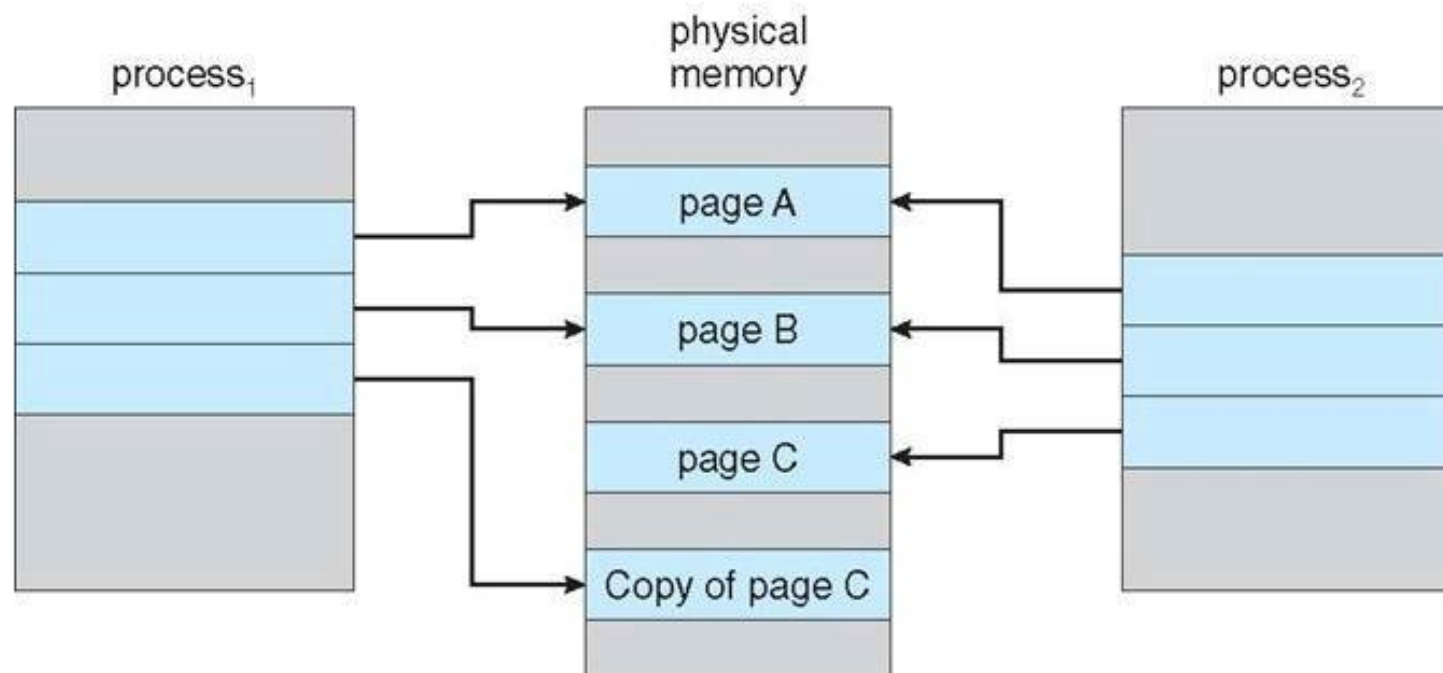 physical
memory
process₁
process₂
page A
page B
page C
Copy of page C